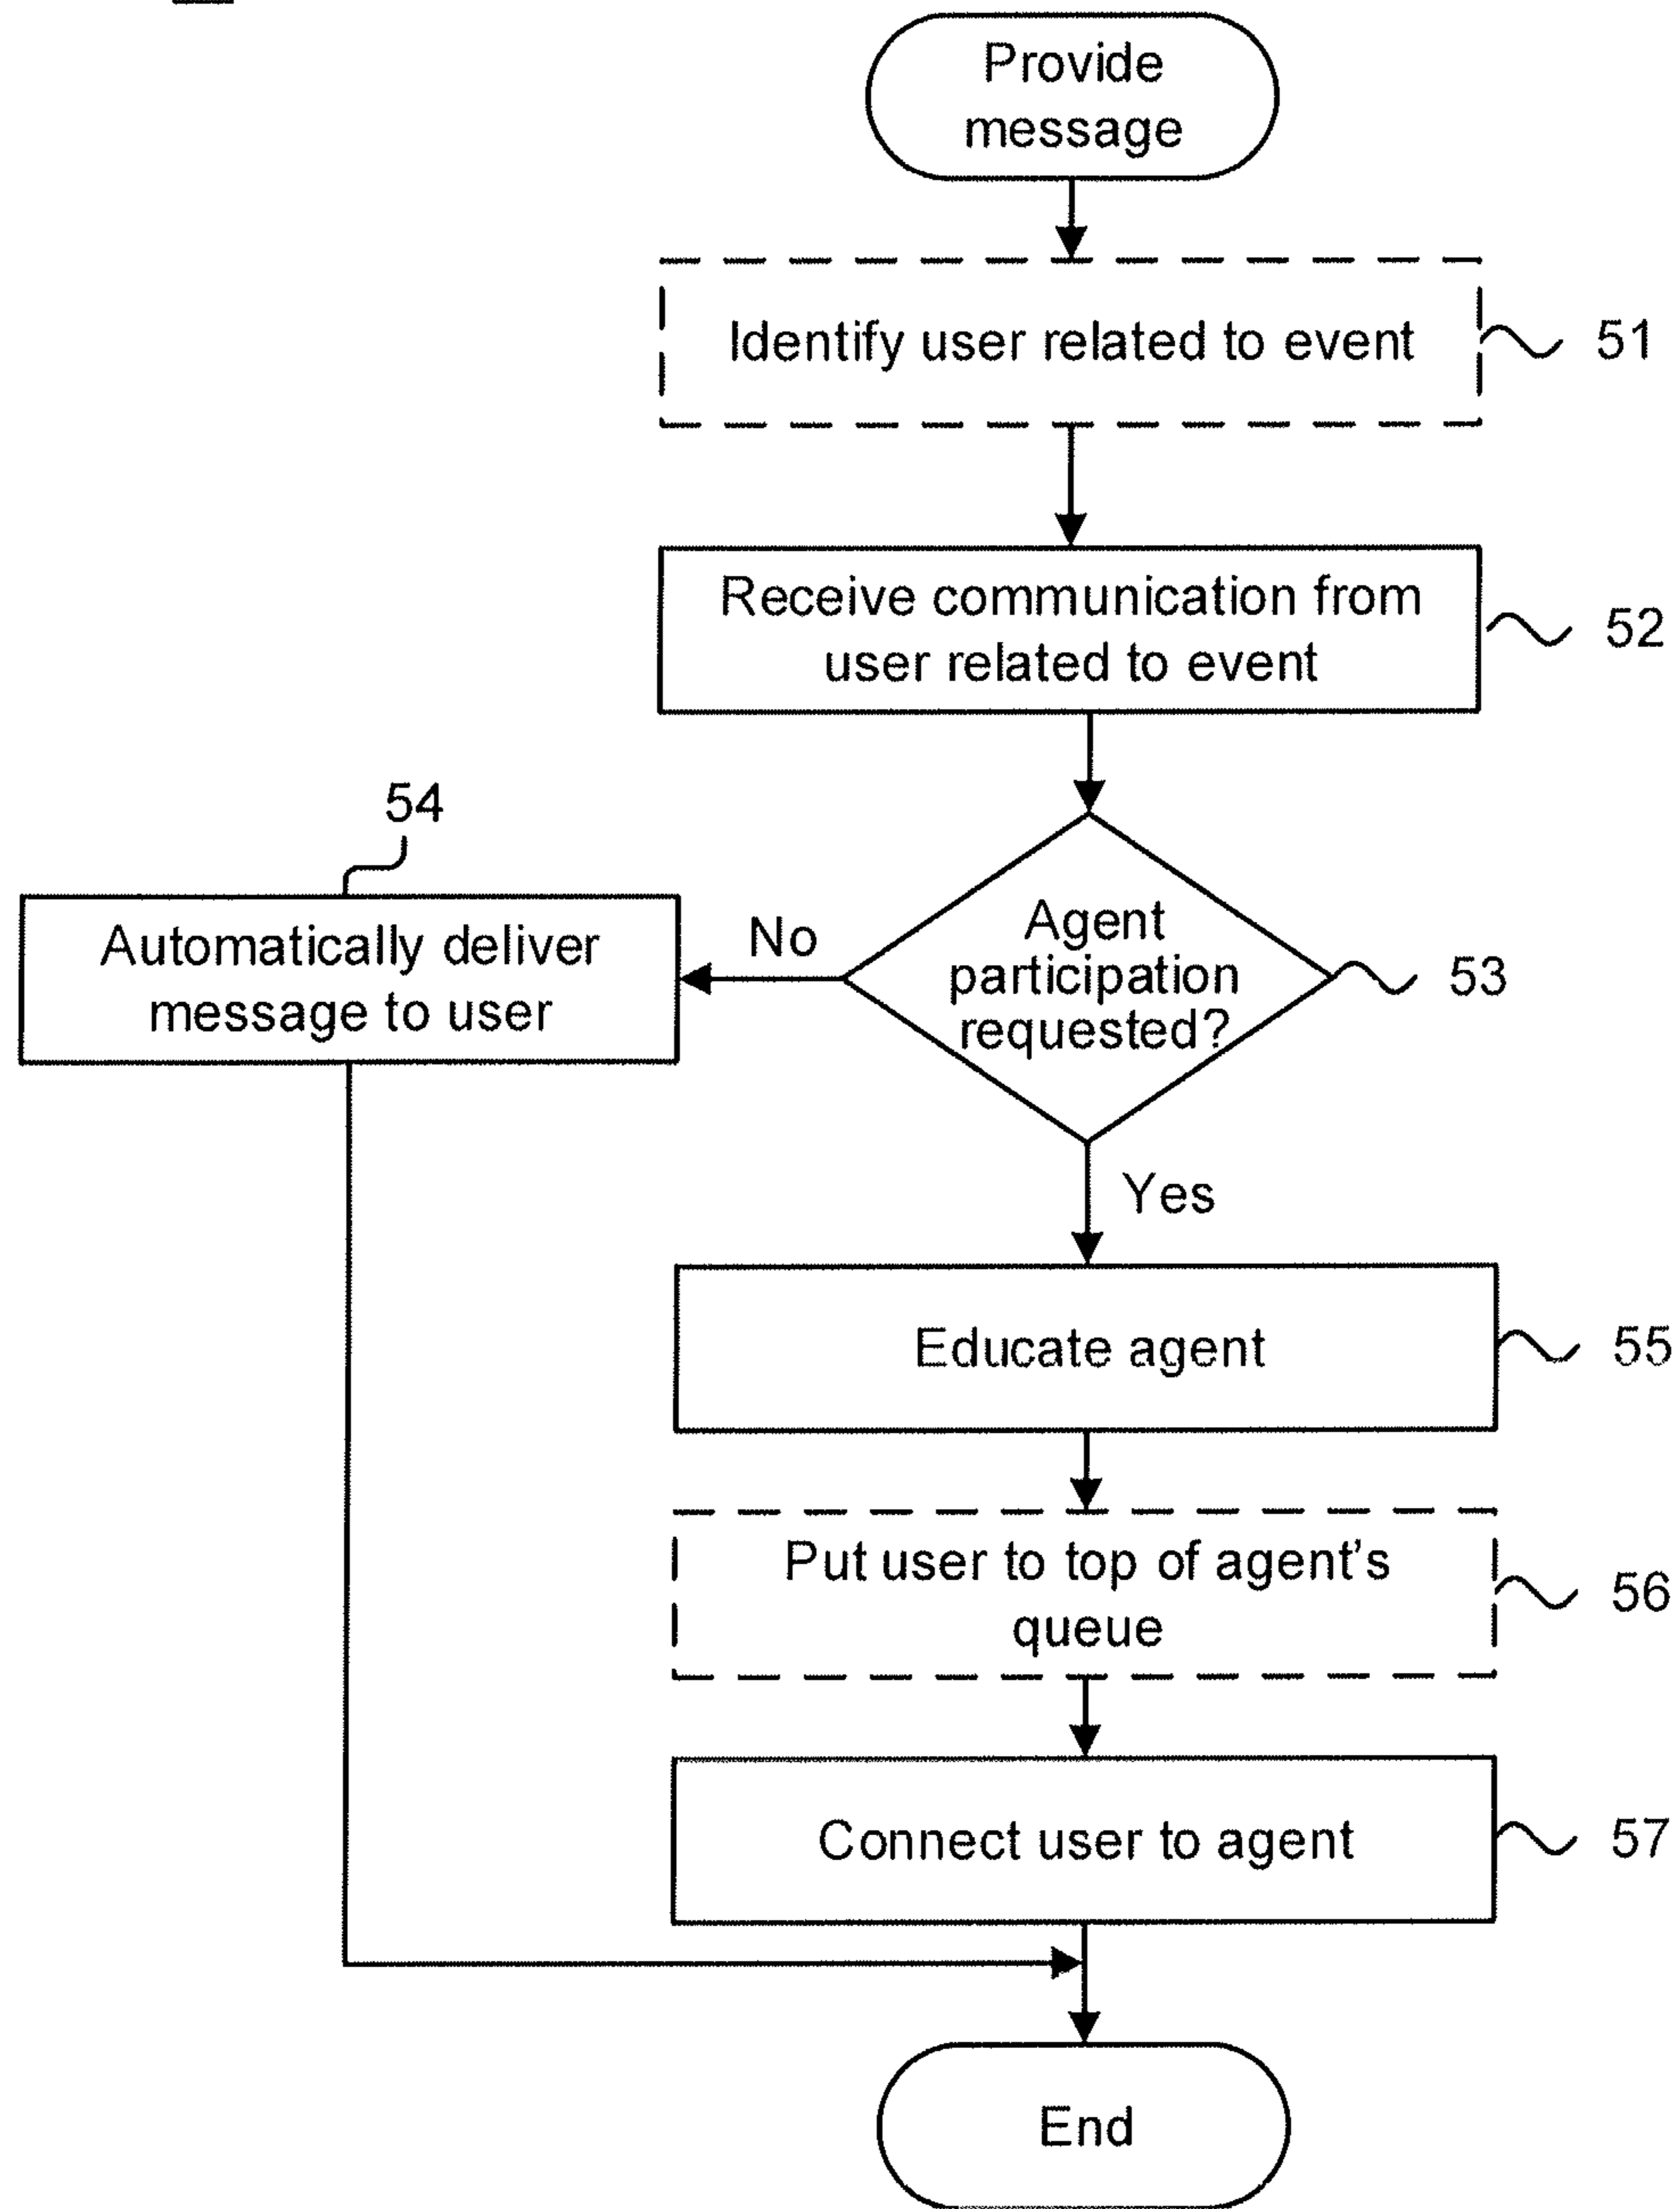 Provide
message
Identify user related to event
51
Receive communication from
user related to event
52
54
Automatically deliver
message to user
No
Agent
participation
requested?
53
Yes
Educate agent
55
Put user to top of agent's
queue
56
Connect user to agent
57
End